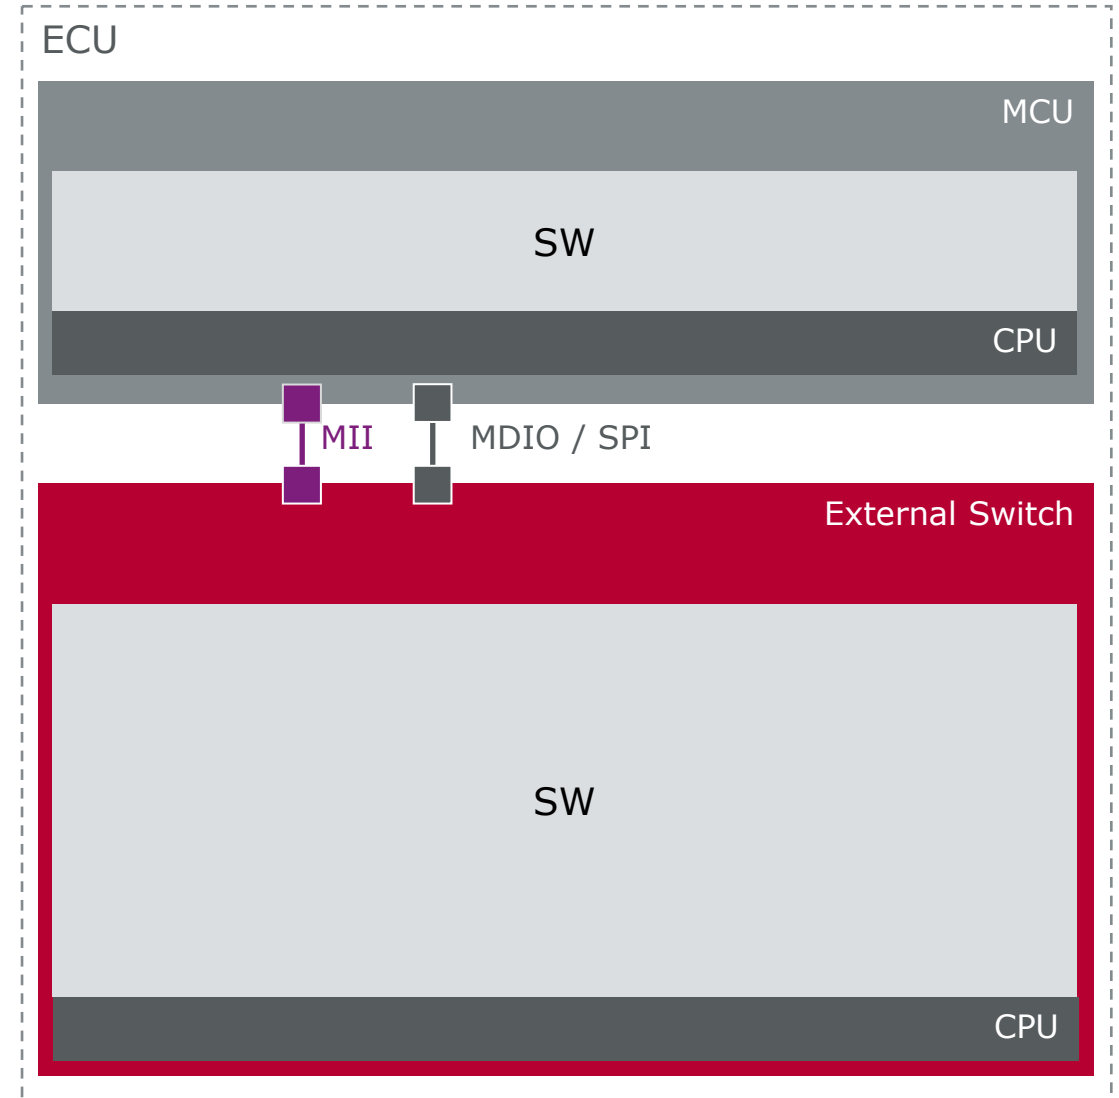 ECU
MCU
SW
CPU
MII
MDIO / SPI
External Switch
SW
CPU